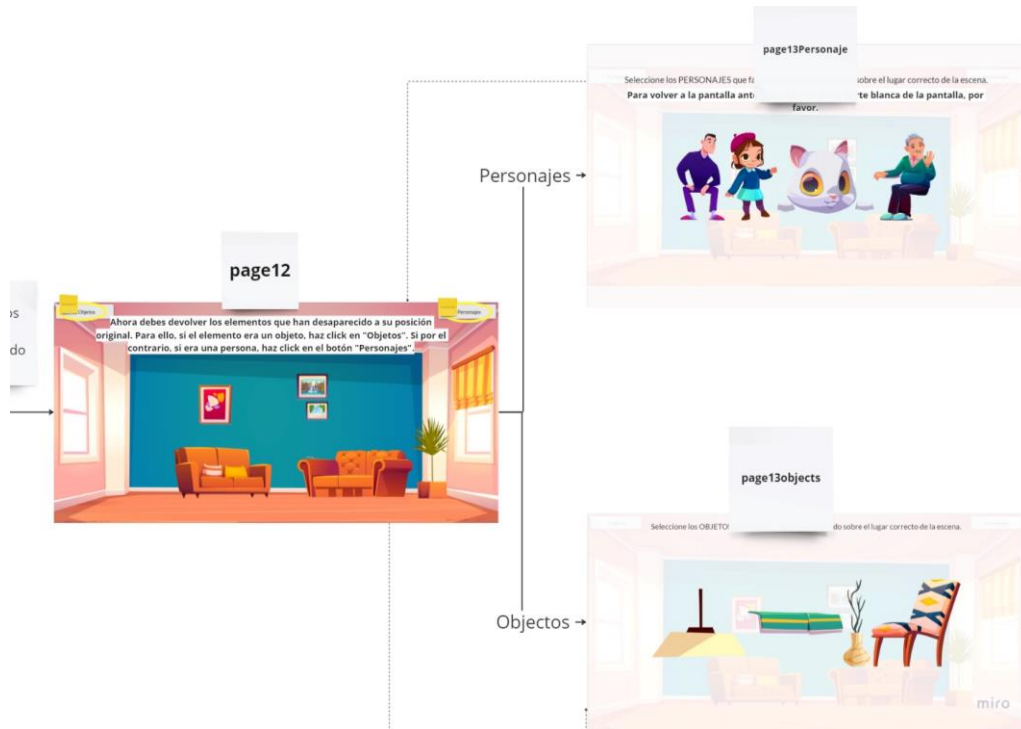 page13Personaje
Seleccione los PERSONAJES que fa
sobre el lugar correcto de la escena.
Para volver a la pantalla ant
te blanca de la pantalla, por
favor.
Personajes
page12
os
do
Objetos
Personajes
Ahora debes devolver los elementos que han desaparecido a su posición
original. Para ello, si el elemento era un objeto, haz click en "Objetos". Si por el
contrario, si era una persona, haz click en el botón "Personajes".
page13objects
Seleccione los OBJETOS
do sobre el lugar correcto de la escena.
Objectos
miro